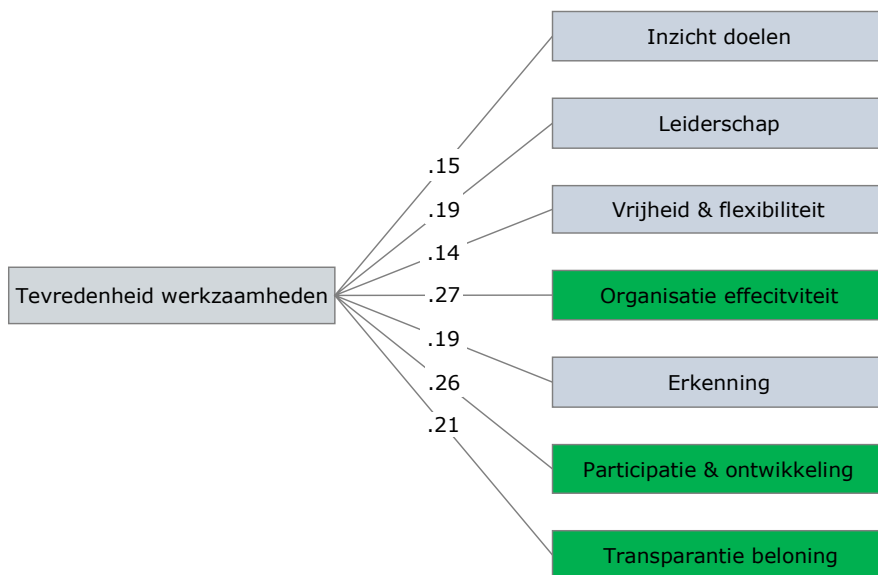 Inzicht doelen
Leiderschap
.15
.19
Vrijheid & flexibiliteit
.14
Tevredenheid werkzaamheden
.27
Organisatie effecitviteit
.19
Erkenning
.26
.21
Participatie & ontwikkeling
Transparantie beloning